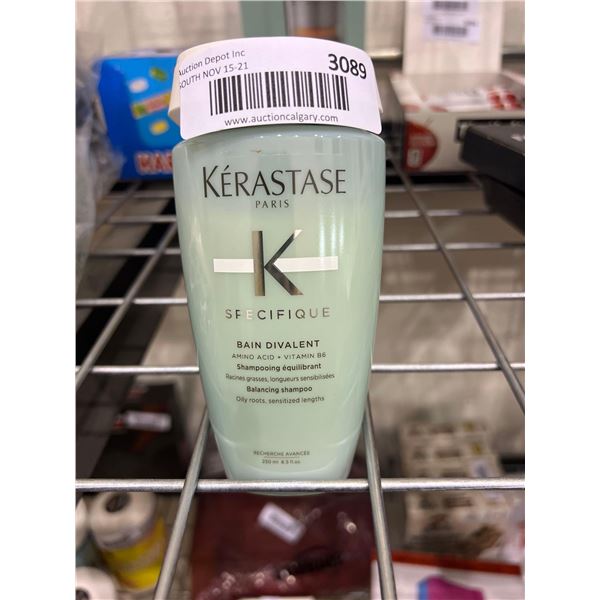 Auction Depot Inc
SOUTH NOV 15-21
3089
www.auctioncalgary.com
KÉRASTASE
PARIS
K
SPECIFIQUE
BAIN DIVALENT
AMINO ACID + VITAMIN B6
Shampooing équilibrant
Racines grasses, longueurs sensibilisées
Balancing shampoo
Oily roots, sensitized lengths
RECHERCHE AVANCÉE
250 ml 8.5 fl.oz